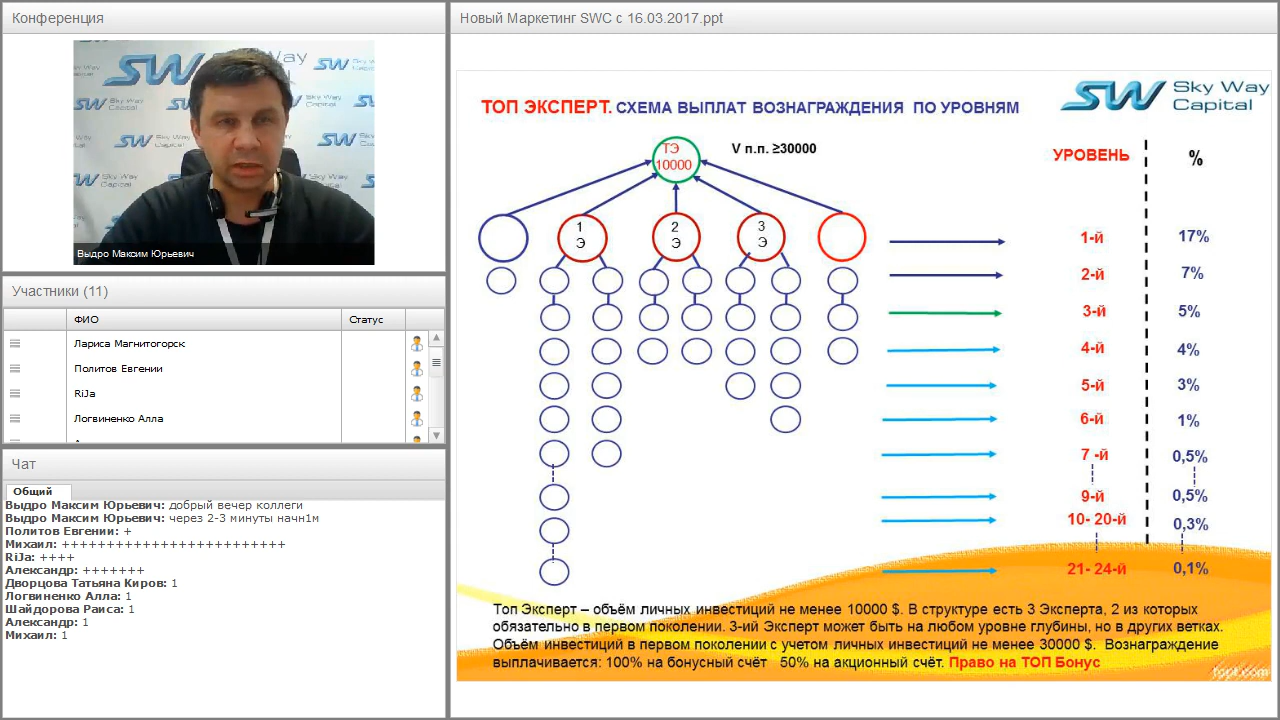 Конференция
SW
Sky Way
Capital
Выдро Максим Юрьевич
Участники (11)
ФИО
Статус
Лариса Магнитогорск
Политов Евгении
RiJa
Логвиненко Алла
Чат
Общий
Выдро Максим Юрьевич: добрый вечер коллеги
Выдро Максим Юрьевич: через 2-3 минуты начн1м
Политов Евгении: +
Михаил: +++++++++++++++++++++++++
RiJa: ++++
Александр: +++++++
Дворцова Татьяна Киров: 1
Логвиненко Алла: 1
Шайдорова Раиса: 1
Александр: 1
Михаил: 1
Новый Маркетинг SWC с 16.03.2017.ppt
ТОП ЭКСПЕРТ. СХЕМА ВЫПЛАТ ВОЗНАГРАЖДЕНИЯ ПО УРОВНЯМ
SW Sky Way
Capital
ТЭ
10000
V п.п. ≥30000
УРОВЕНЬ %
1
Э
2
Э
3
Э
1-й 17%
2-й 7%
3-й 5%
4-й 4%
5-й 3%
6-й 1%
7 -й 0,5%
9-й 0,5%
10- 20-й 0,3%
21- 24-й 0,1%
Топ Эксперт – объём личных инвестиций не менее 10000 $. В структуре есть 3 Эксперта, 2 из которых
обязательно в первом поколении. 3-ий Эксперт может быть на любом уровне глубины, но в других ветках.
Объём инвестиций в первом поколении с учетом личных инвестиций не менее 30000 $. Вознаграждение
выплачивается: 100% на бонусный счёт 50% на акционный счёт. Право на ТОП Бонус
fppt.com